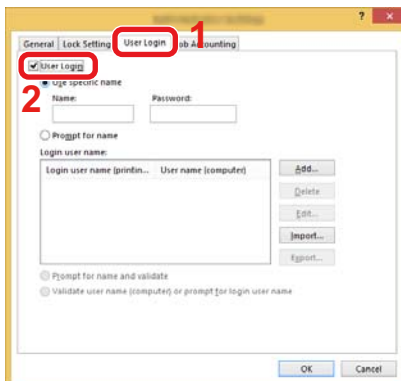 ? ×
General Lock Setting User Login ob Accounting
1
User Login
2
Use specific name
Name: Password:
Prompt for name
Login user name:
Login user name (printin... User name (computer)
Add...
Delete
Edit...
Import...
Export...
Prompt for name and validate
Validate user name (computer) or prompt for login user name
OK Cancel